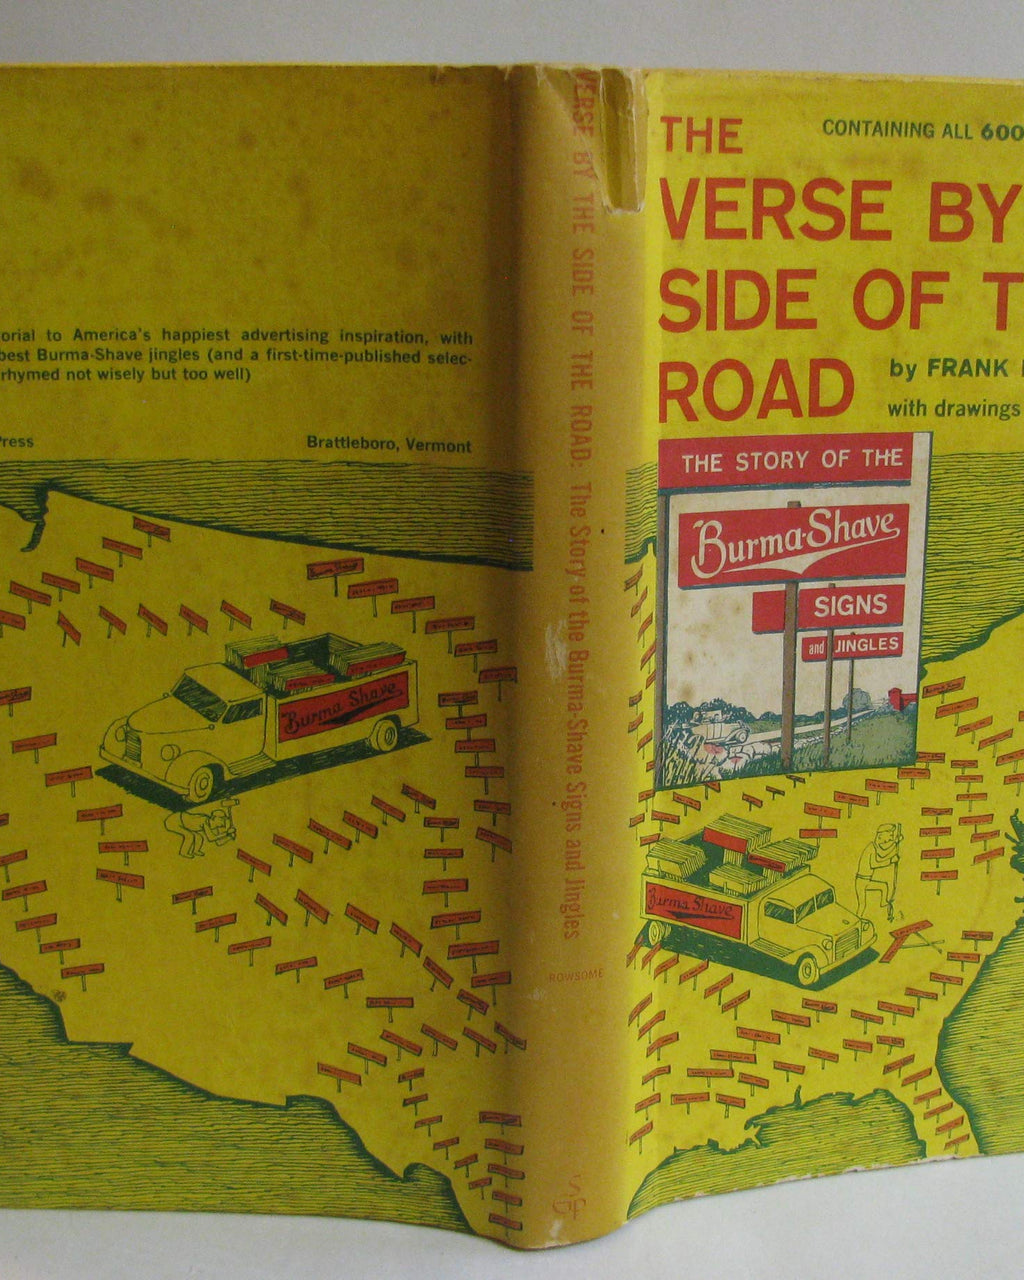 orial to America's happiest advertising inspiration, with
best Burma-Shave jingles (and a first-time-published selec-
rhymed not wisely but too well)
Press
Brattleboro, Vermont
Burma Shave
VERSE BY THE SIDE OF THE ROAD: The Story of the Burma-Shave Signs and Jingles
ROWSOME
SGP
THE
CONTAINING ALL 600
VERSE BY
SIDE OF T
ROAD
by FRANK
with drawings
THE STORY OF THE
Burma-Shave
SIGNS
and JINGLES
Burma Shave